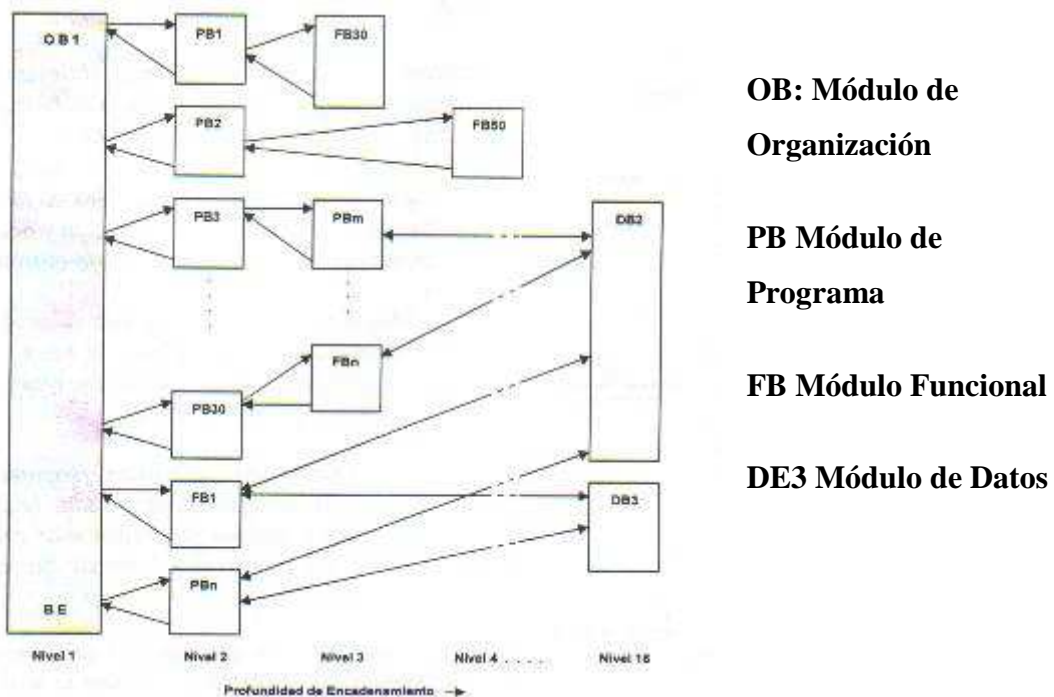 OB1
PB1
FB30
PB2
FB50
PB3
PBm
DB2
FBn
PB30
FB1
DB3
PBn
BE
Nivel 1
Nivel 2
Nivel 3
Nivel 4 . . . . . .
Nivel 16
Profundidad de Encadenamiento
OB: Módulo de
Organización
PB Módulo de
Programa
FB Módulo Funcional
DE3 Módulo de Datos